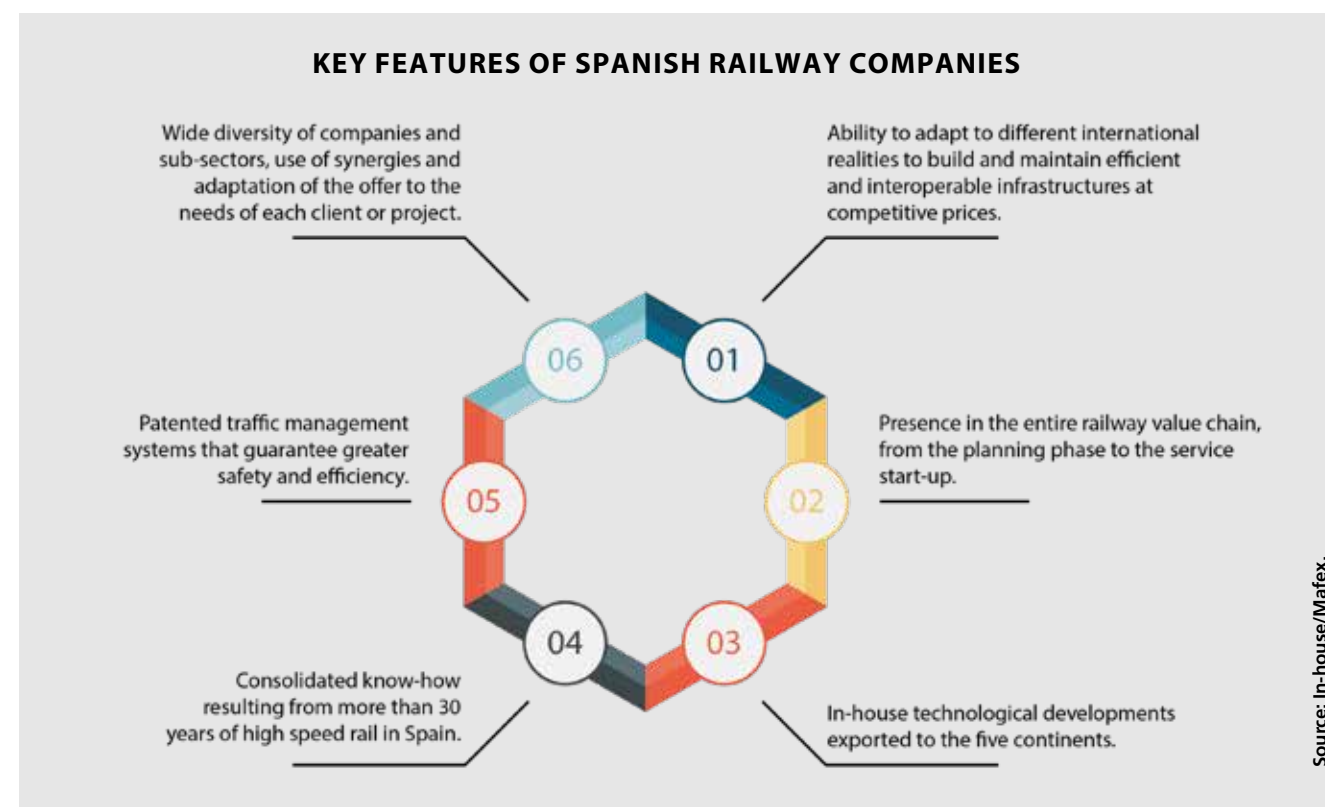 KEY FEATURES OF SPANISH RAILWAY COMPANIES
Wide diversity of companies and
sub-sectors, use of synergies and
adaptation of the offer to the
needs of each client or project.
Ability to adapt to different international
realities to build and maintain efficient
and interoperable infrastructures at
competitive prices.
06
01
Patented traffic management
systems that guarantee greater
safety and efficiency.
Presence in the entire railway value chain,
from the planning phase to the service
start-up.
05
02
04
03
Consolidated know-how
resulting from more than 30
years of high speed rail in Spain.
In-house technological developments
exported to the five continents.
Source: In-house/Mafex.